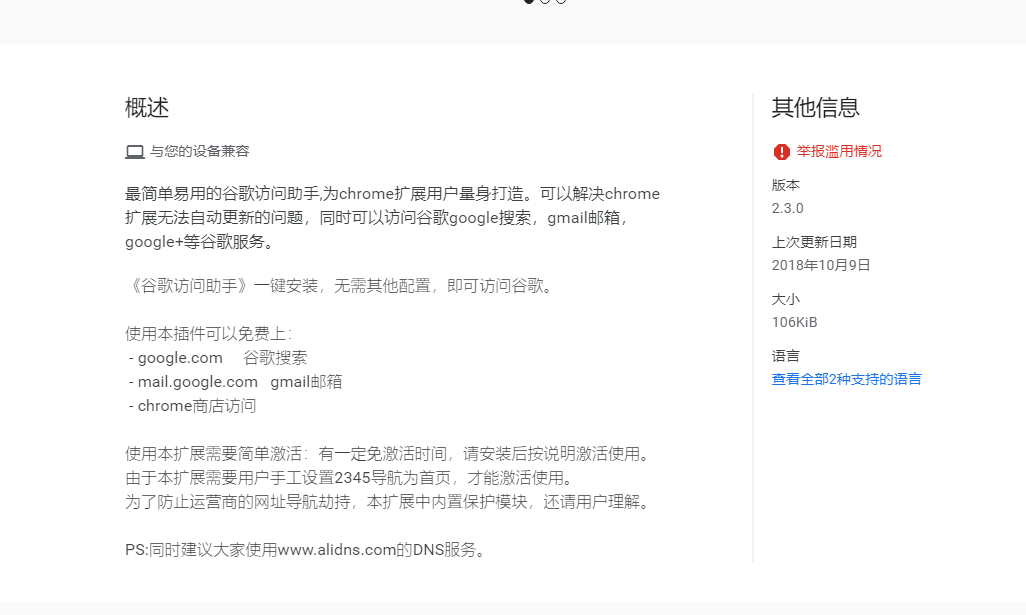 概述
与您的设备兼容
最简单易用的谷歌访问助手,为chrome扩展用户量身打造。可以解决chrome
扩展无法自动更新的问题，同时可以访问谷歌google搜索，gmail邮箱，
google+等谷歌服务。
《谷歌访问助手》一键安装，无需其他配置，即可访问谷歌。
使用本插件可以免费上：
- google.com 谷歌搜索
- mail.google.com gmail邮箱
- chrome商店访问
使用本扩展需要简单激活：有一定免激活时间，请安装后按说明激活使用。
由于本扩展需要用户手工设置2345导航为首页，才能激活使用。
为了防止运营商的网址导航劫持，本扩展中内置保护模块，还请用户理解。
PS:同时建议大家使用www.alidns.com的DNS服务。
其他信息
举报滥用情况
版本
2.3.0
上次更新日期
2018年10月9日
大小
106KiB
语言
查看全部2种支持的语言